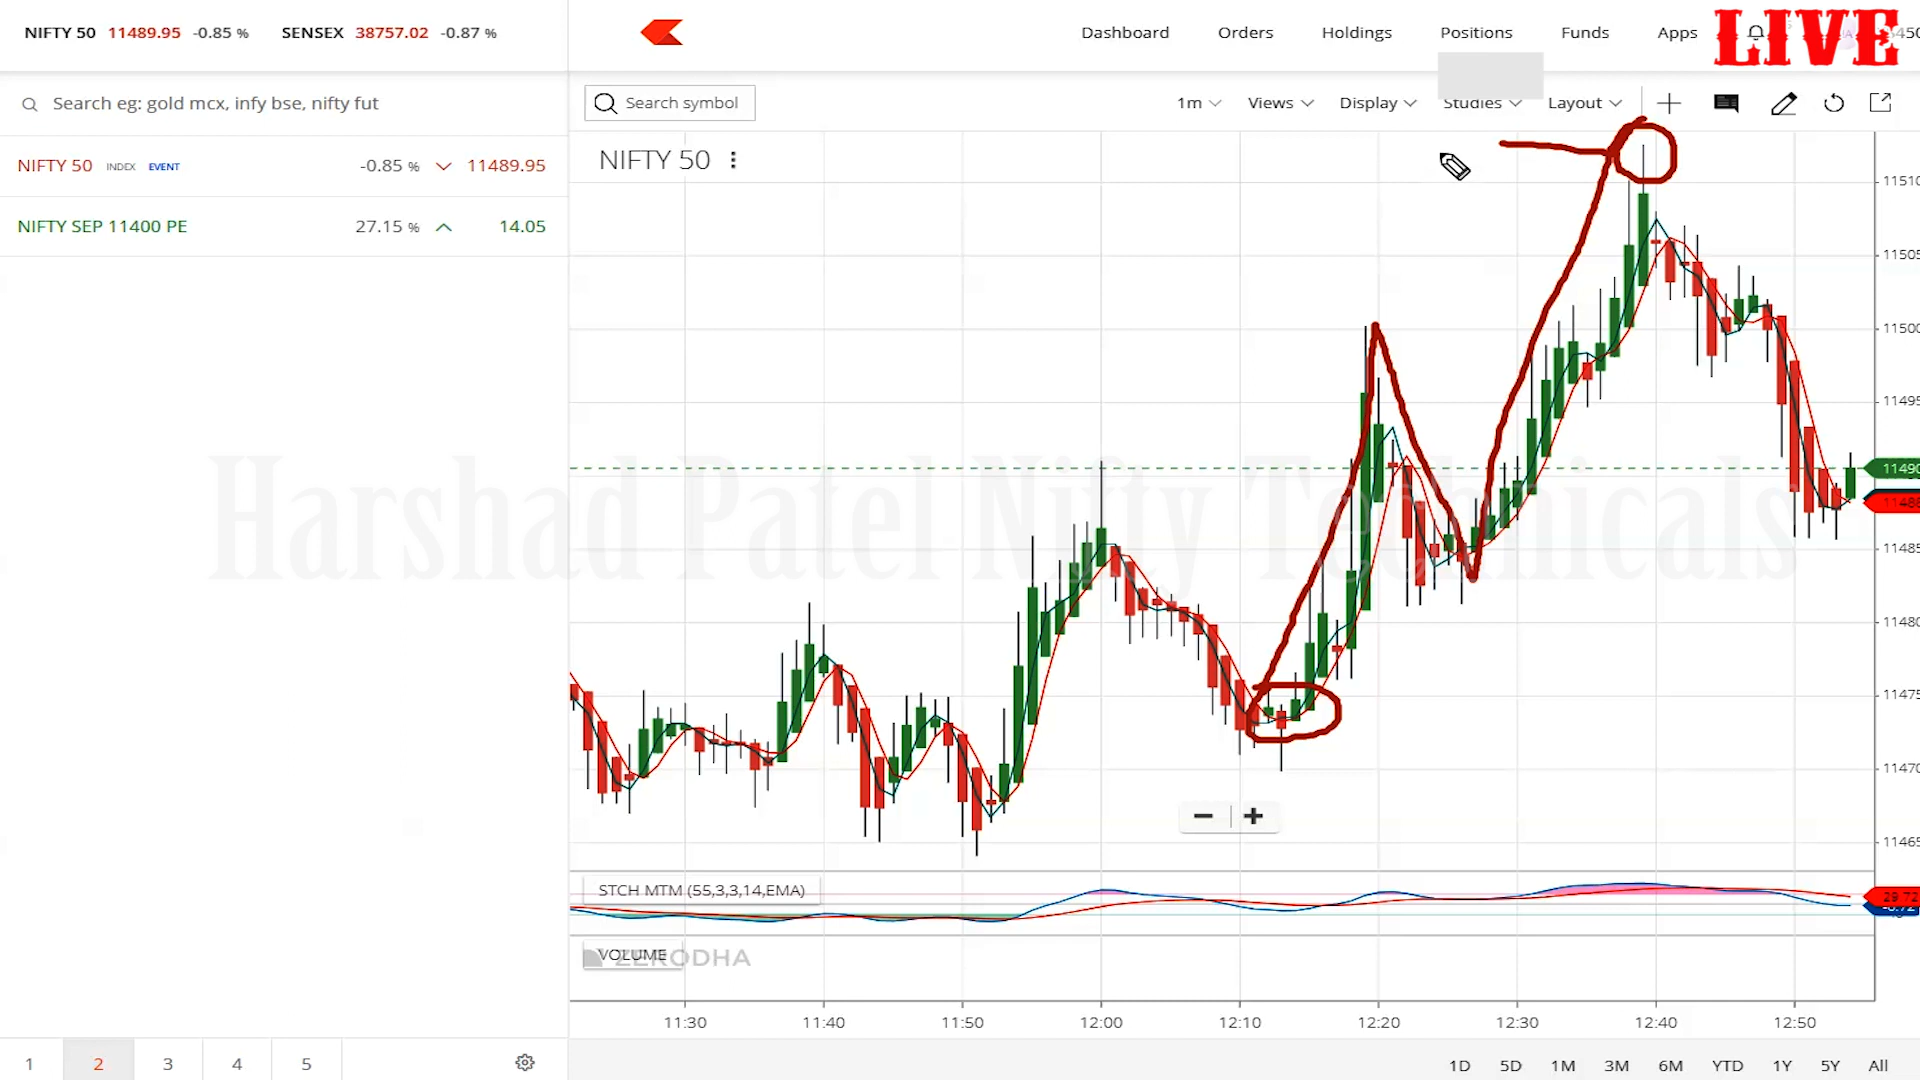 NIFTY 50 11489.95 -0.85 % SENSEX 38757.02 -0.87 %
Dashboard Orders Holdings Positions Funds Apps
LIVE
Search eg: gold mcx, infy bse, nifty fut
Search symbol
1m Views Display Studies Layout
NIFTY 50 INDEX EVENT -0.85 % 11489.95
NIFTY SEP 11400 PE 27.15 % 14.05
NIFTY 50
Harshad Patel Nifty Technicals
11490
STCH MTM (55,3,3,14,EMA)
29.72
VOLUME
ZERODHA
11:30 11:40 11:50 12:00 12:10 12:20 12:30 12:40 12:50
1 2 3 4 5
1D 5D 1M 3M 6M YTD 1Y 5Y All